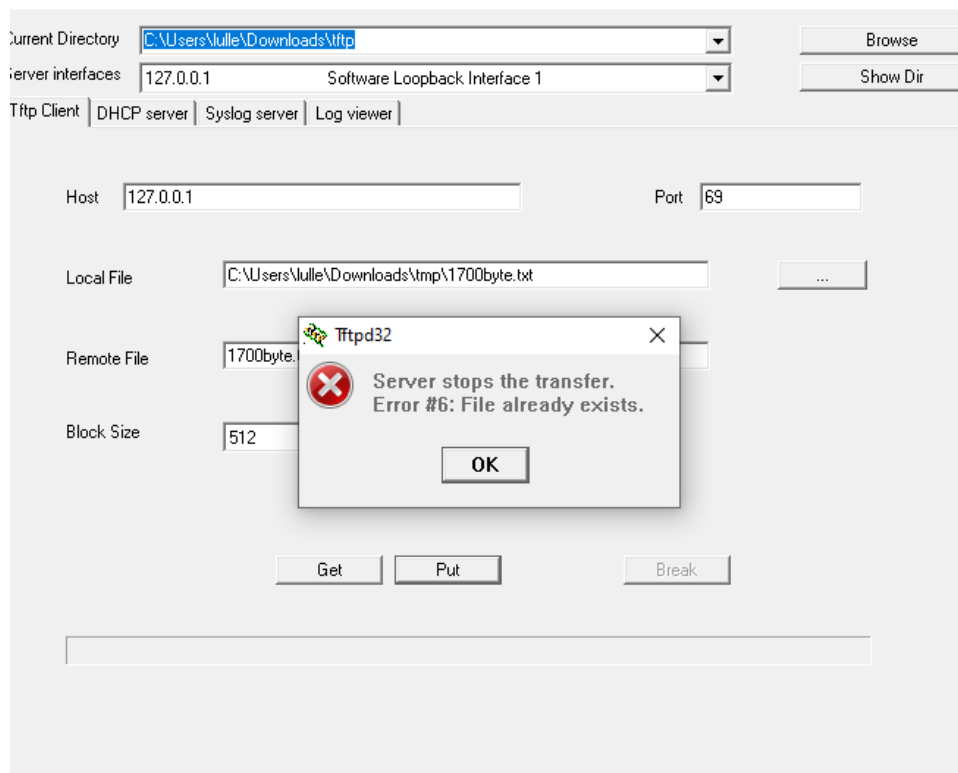 Current Directory C:\Users\lulle\Downloads\tftp Browse
Server interfaces 127.0.0.1 Software Loopback Interface 1 Show Dir
Tftp Client DHCP server Syslog server Log viewer
Host 127.0.0.1 Port 69
Local File C:\Users\lulle\Downloads\tmp\1700byte.txt ...
Tftpd32
Remote File 1700byte.
Server stops the transfer.
Error #6: File already exists.
Block Size 512
OK
Get Put Break